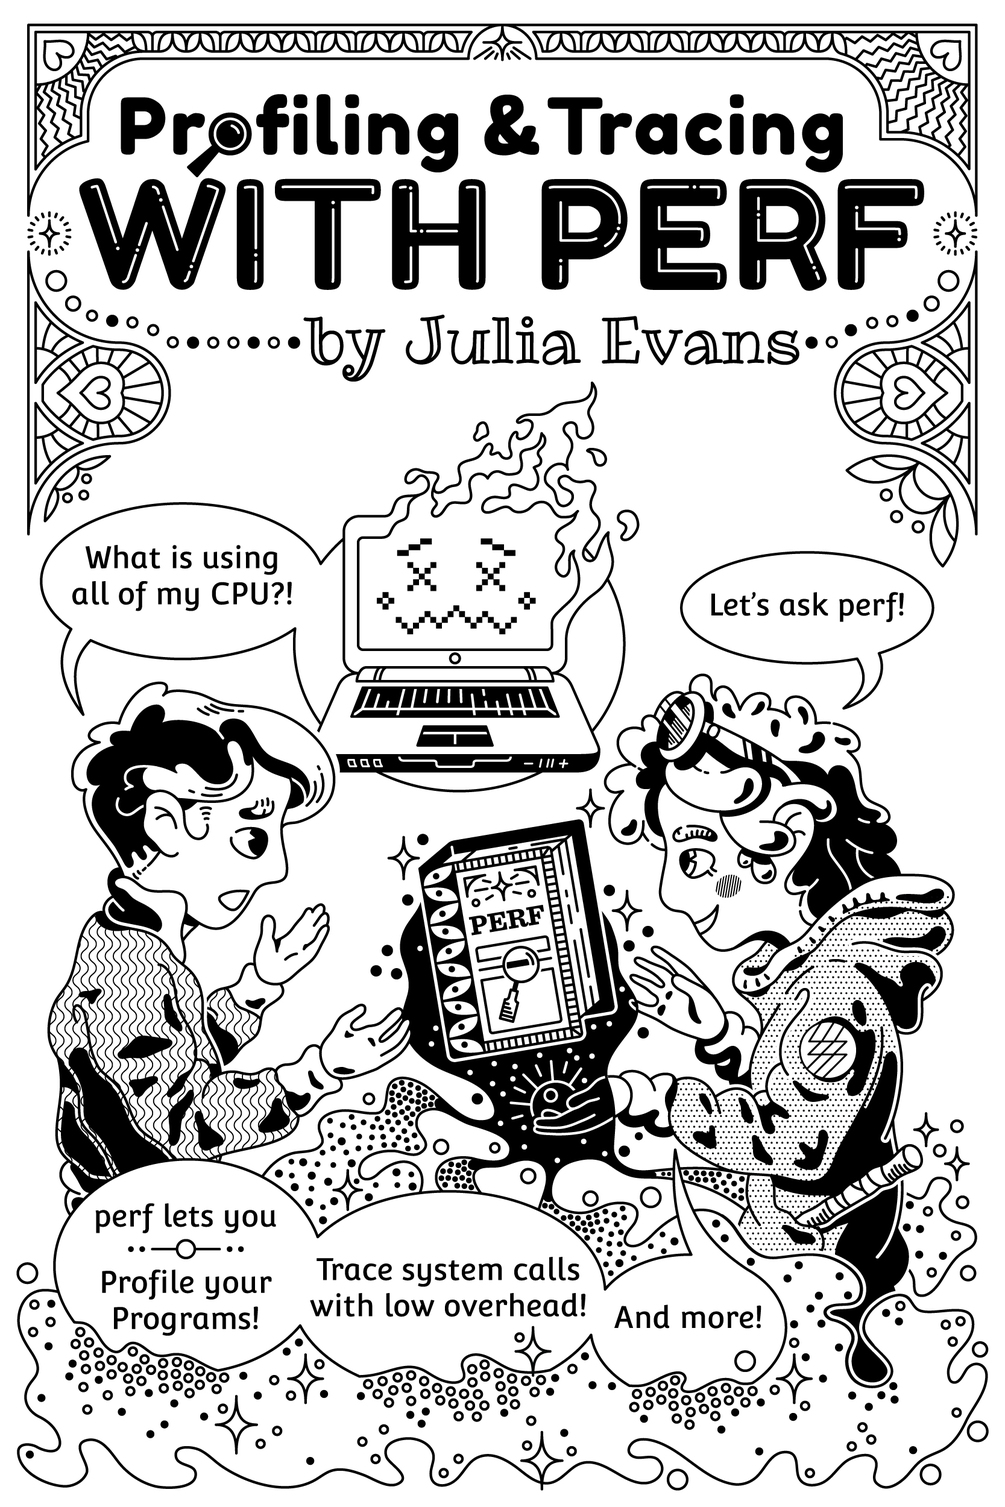 Profiling & Tracing
WITH PERF
by Julia Evans
What is using
all of my CPU?!
Let's ask perf!
PERF
perf lets you
Profile your
Programs!
Trace system calls
with low overhead!
And more!